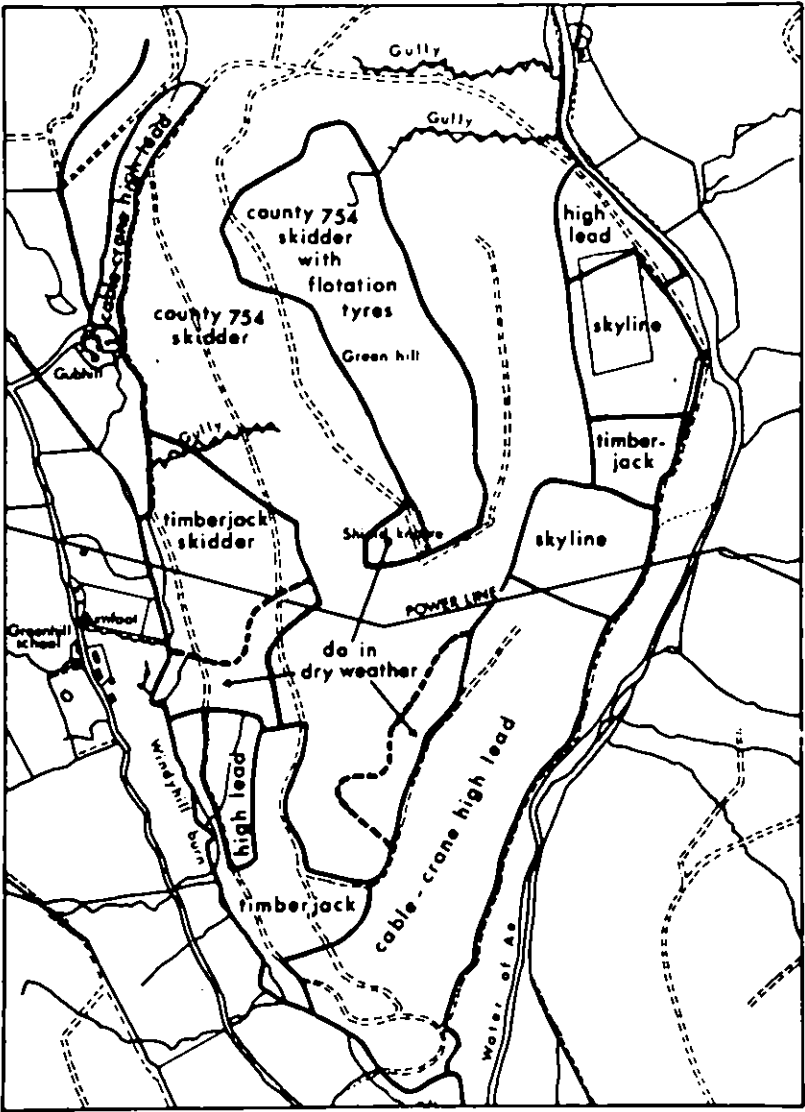 Gully
Gully
cable-crane high lead
county 754
skidder
with
flotation
tyres
high
lead
county 754
skidder
skyline
Green hill
Gubhill
Gully
timber-
jack
timberjack
skidder
skyline
POWER LINE
Greenhill
school
do in
dry weather
Windyhill
burn
high lead
cable-crane high lead
timberjack
Water of Ae